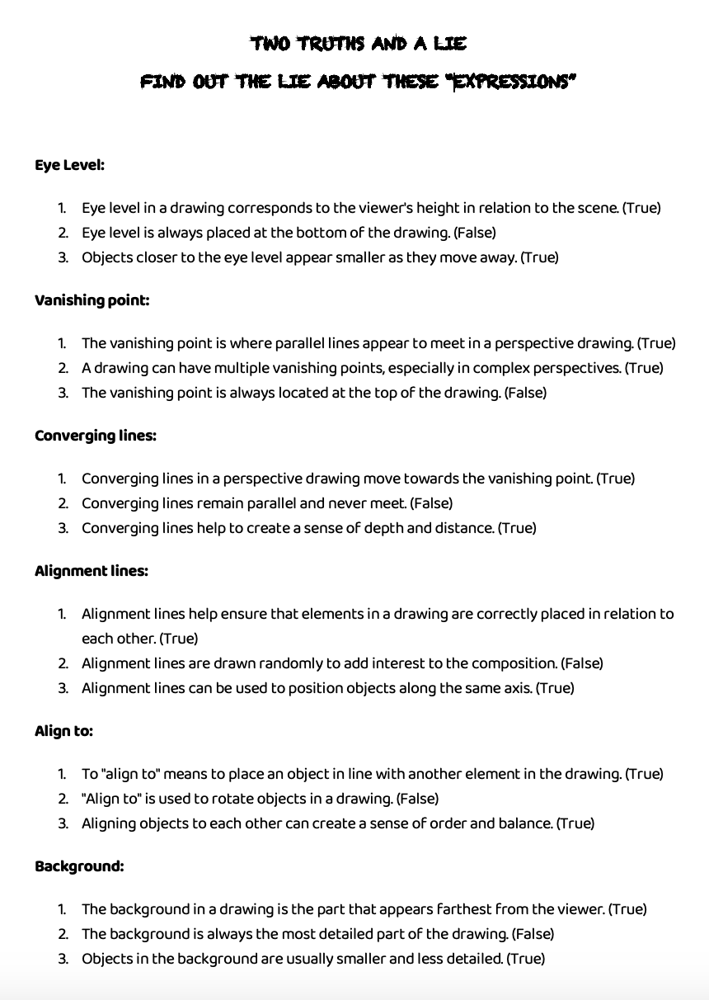 TWO TRUTHS AND A LIE
FIND OUT THE LIE ABOUT THESE "EXPRESSIONS"
Eye Level:
1. Eye level in a drawing corresponds to the viewer's height in relation to the scene. (True)
2. Eye level is always placed at the bottom of the drawing. (False)
3. Objects closer to the eye level appear smaller as they move away. (True)
Vanishing point:
1. The vanishing point is where parallel lines appear to meet in a perspective drawing. (True)
2. A drawing can have multiple vanishing points, especially in complex perspectives. (True)
3. The vanishing point is always located at the top of the drawing. (False)
Converging lines:
1. Converging lines in a perspective drawing move towards the vanishing point. (True)
2. Converging lines remain parallel and never meet. (False)
3. Converging lines help to create a sense of depth and distance. (True)
Alignment lines:
1. Alignment lines help ensure that elements in a drawing are correctly placed in relation to
each other. (True)
2. Alignment lines are drawn randomly to add interest to the composition. (False)
3. Alignment lines can be used to position objects along the same axis. (True)
Align to:
1. To "align to" means to place an object in line with another element in the drawing. (True)
2. "Align to" is used to rotate objects in a drawing. (False)
3. Aligning objects to each other can create a sense of order and balance. (True)
Background:
1. The background in a drawing is the part that appears farthest from the viewer. (True)
2. The background is always the most detailed part of the drawing. (False)
3. Objects in the background are usually smaller and less detailed. (True)